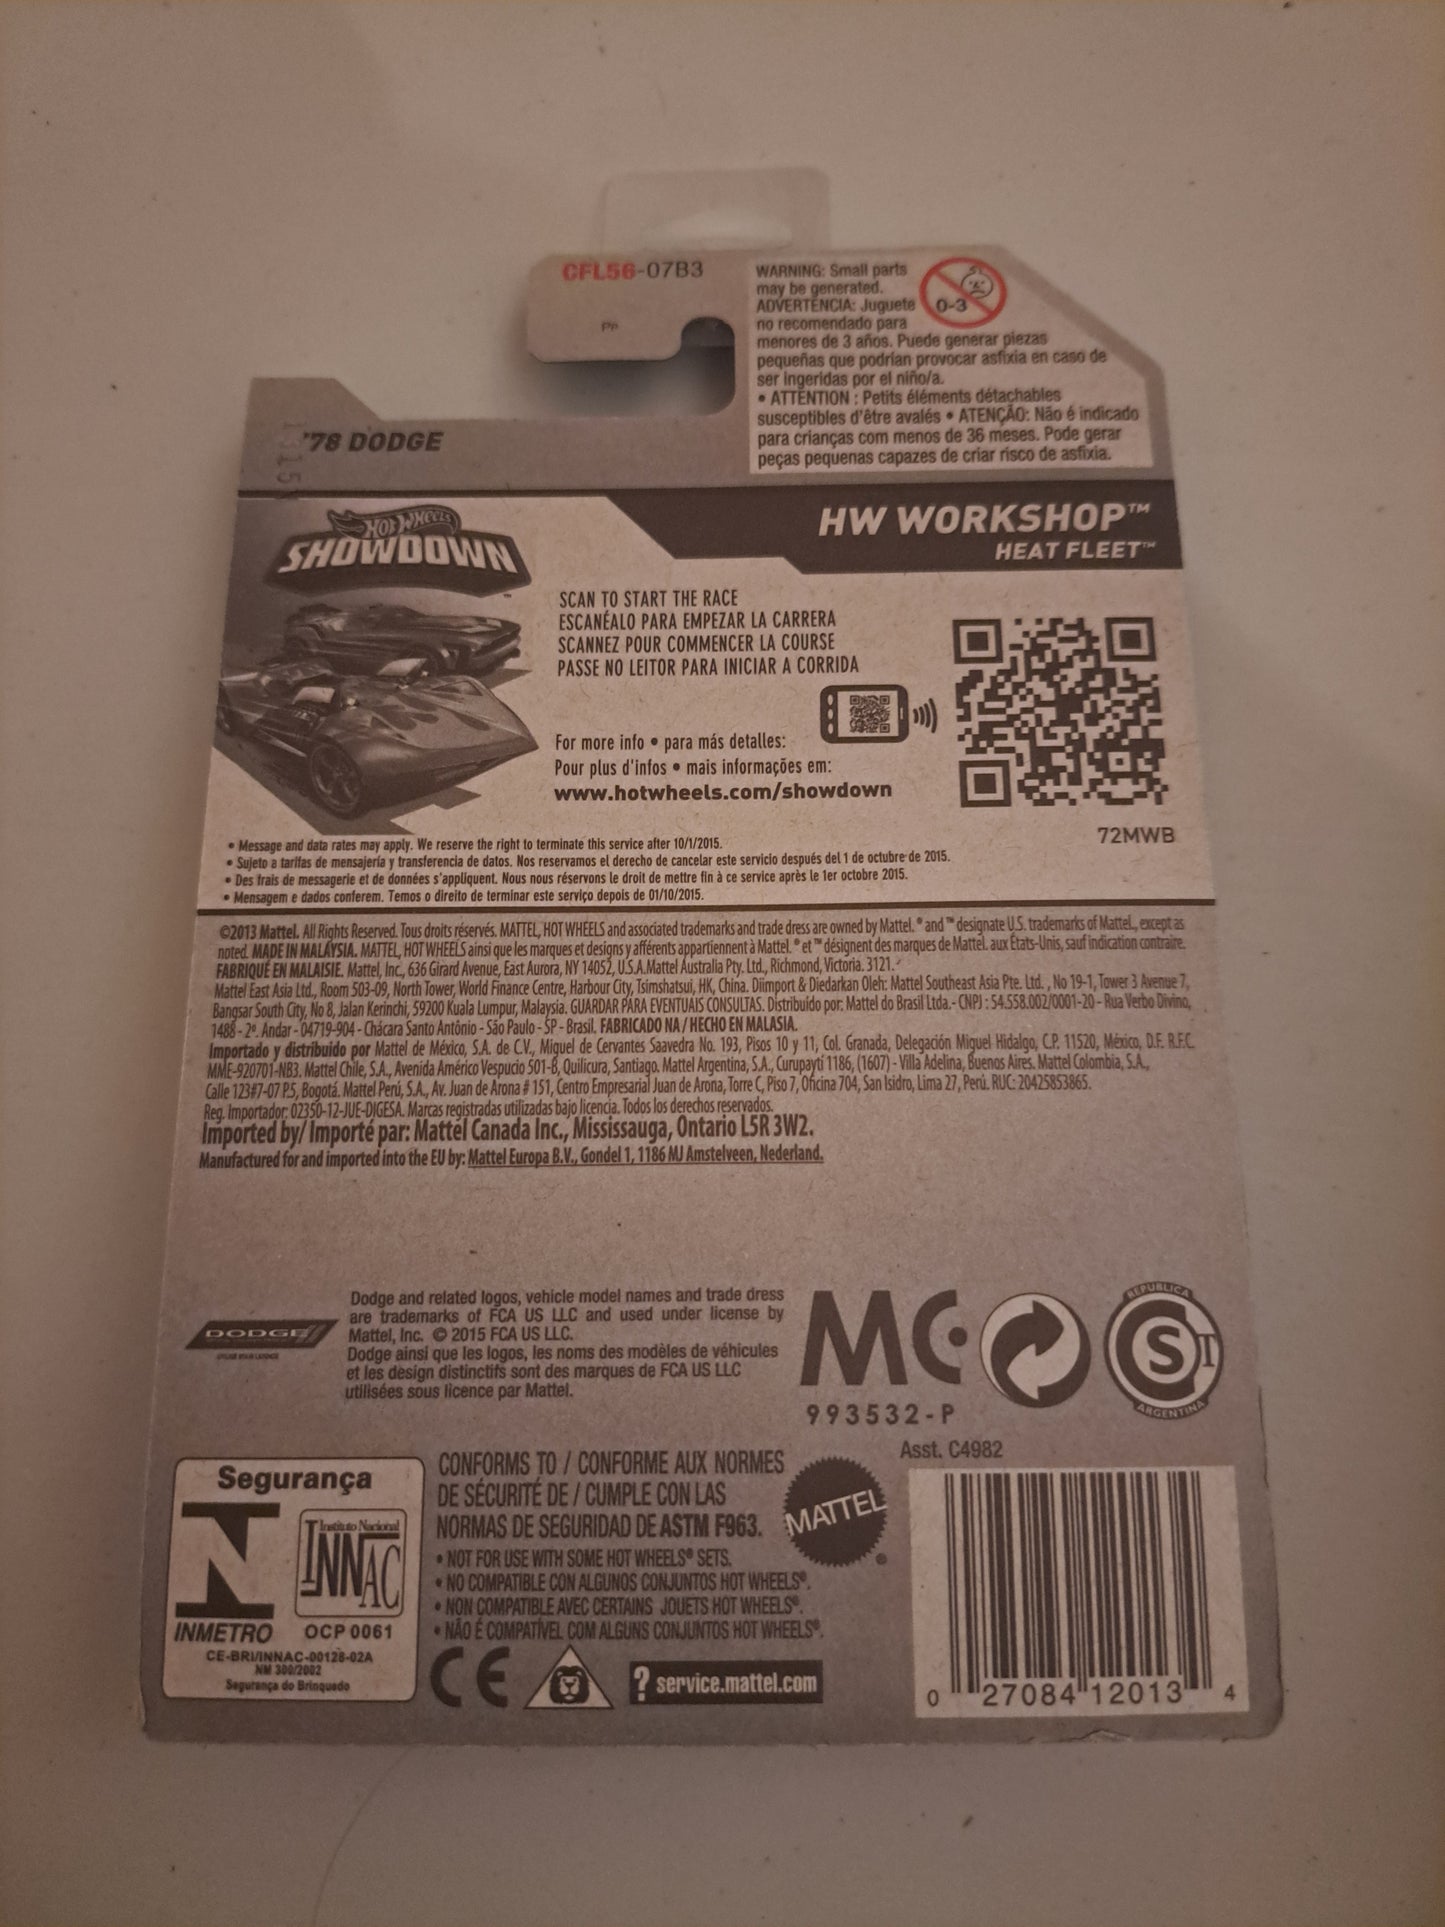 CFL56-07B3
Pp
WARNING: Small parts
may be generated.
ADVERTENCIA: Juguete
no recomendado para
menores de 3 años. Puede generar piezas
pequeñas que podrían provocar asfixia en caso de
ser ingeridas por el niño/a.
• ATTENTION : Petits éléments détachables
susceptibles d'être avalés • ATENÇÃO: Não é indicado
para crianças com menos de 36 meses. Pode gerar
peças pequenas capazes de criar risco de asfixia.
0-3
'78 DODGE
HOT WHEELS
SHOWDOWN™
HW WORKSHOP™
HEAT FLEET™
SCAN TO START THE RACE
ESCANÉALO PARA EMPEZAR LA CARRERA
SCANNEZ POUR COMMENCER LA COURSE
PASSE NO LEITOR PARA INICIAR A CORRIDA
For more info • para más detalles:
Pour plus d'infos • mais informações em:
www.hotwheels.com/showdown
72MWB
• Message and data rates may apply. We reserve the right to terminate this service after 10/1/2015.
• Sujeto a tarifas de mensajería y transferencia de datos. Nos reservamos el derecho de cancelar este servicio después del 1 de octubre de 2015.
• Des frais de messagerie et de données s'appliquent. Nous nous réservons le droit de mettre fin à ce service après le 1er octobre 2015.
• Mensagem e dados conferem. Temos o direito de terminar este serviço depois de 01/10/2015.
©2013 Mattel. All Rights Reserved. Tous droits réservés. MATTEL, HOT WHEELS and associated trademarks and trade dress are owned by Mattel. ® and ™ designate U.S. trademarks of Mattel, except as
noted. MADE IN MALAYSIA. MATTEL, HOT WHEELS ainsi que les marques et designs y afférents appartiennent à Mattel. ® et ™ désignent des marques de Mattel. aux États-Unis, sauf indication contraire.
FABRIQUÉ EN MALAISIE. Mattel, Inc., 636 Girard Avenue, East Aurora, NY 14052, U.S.A.Mattel Australia Pty. Ltd., Richmond, Victoria. 3121.
Mattel East Asia Ltd., Room 503-09, North Tower, World Finance Centre, Harbour City, Tsimshatsui, HK, China. Diimport & Diedarkan Oleh: Mattel Southeast Asia Pte. Ltd. , No 19-1, Tower 3 Avenue 7,
Bangsar South City, No 8, Jalan Kerinchi, 59200 Kuala Lumpur, Malaysia. GUARDAR PARA EVENTUAIS CONSULTAS. Distribuído por: Mattel do Brasil Ltda.- CNPJ : 54.558.002/0001-20 - Rua Verbo Divino,
1488 - 2º. Andar - 04719-904 - Chácara Santo Antônio - São Paulo - SP - Brasil. FABRICADO NA / HECHO EN MALASIA.
Importado y distribuido por Mattel de México, S.A. de C.V., Miguel de Cervantes Saavedra No. 193, Pisos 10 y 11, Col. Granada, Delegación Miguel Hidalgo, C.P. 11520, México, D.F. R.F.C.
MME-920701-NB3. Mattel Chile, S.A., Avenida Américo Vespucio 501-B, Quilicura, Santiago. Mattel Argentina, S.A., Curupaytí 1186, (1607) - Villa Adelina, Buenos Aires. Mattel Colombia, S.A.,
Calle 123#7-07 P.5, Bogotá. Mattel Perú, S.A., Av. Juan de Arona # 151, Centro Empresarial Juan de Arona, Torre C, Piso 7, Oficina 704, San Isidro, Lima 27, Perú. RUC: 20425853865.
Reg. Importador: 02350-12-JUE-DIGESA. Marcas registradas utilizadas bajo licencia. Todos los derechos reservados.
Imported by/ Importé par: Mattel Canada Inc., Mississauga, Ontario L5R 3W2.
Manufactured for and imported into the EU by: Mattel Europa B.V., Gondel 1, 1186 MJ Amstelveen, Nederland.
DODGE
Dodge and related logos, vehicle model names and trade dress
are trademarks of FCA US LLC and used under license by
Mattel, Inc. © 2015 FCA US LLC.
Dodge ainsi que les logos, les noms des modèles de véhicules
et les design distinctifs sont des marques de FCA US LLC
utilisées sous licence par Mattel.
MC
993532-P
REPUBLICA
S T
ARGENTINA
Asst. C4982
Segurança
INMETRO
Instituto Nacional
INNAC
OCP 0061
CE-BRI/INNAC-00128-02A
NM 300/2002
Segurança do Brinquedo
CONFORMS TO / CONFORME AUX NORMES
DE SÉCURITÉ DE / CUMPLE CON LAS
NORMAS DE SEGURIDAD DE ASTM F963.
• NOT FOR USE WITH SOME HOT WHEELS® SETS.
• NO COMPATIBLE CON ALGUNOS CONJUNTOS HOT WHEELS®.
• NON COMPATIBLE AVEC CERTAINS JOUETS HOT WHEELS®.
• NÃO É COMPATÍVEL COM ALGUNS CONJUNTOS HOT WHEELS®.
MATTEL®
CE
? service.mattel.com
0 27084 12013 4